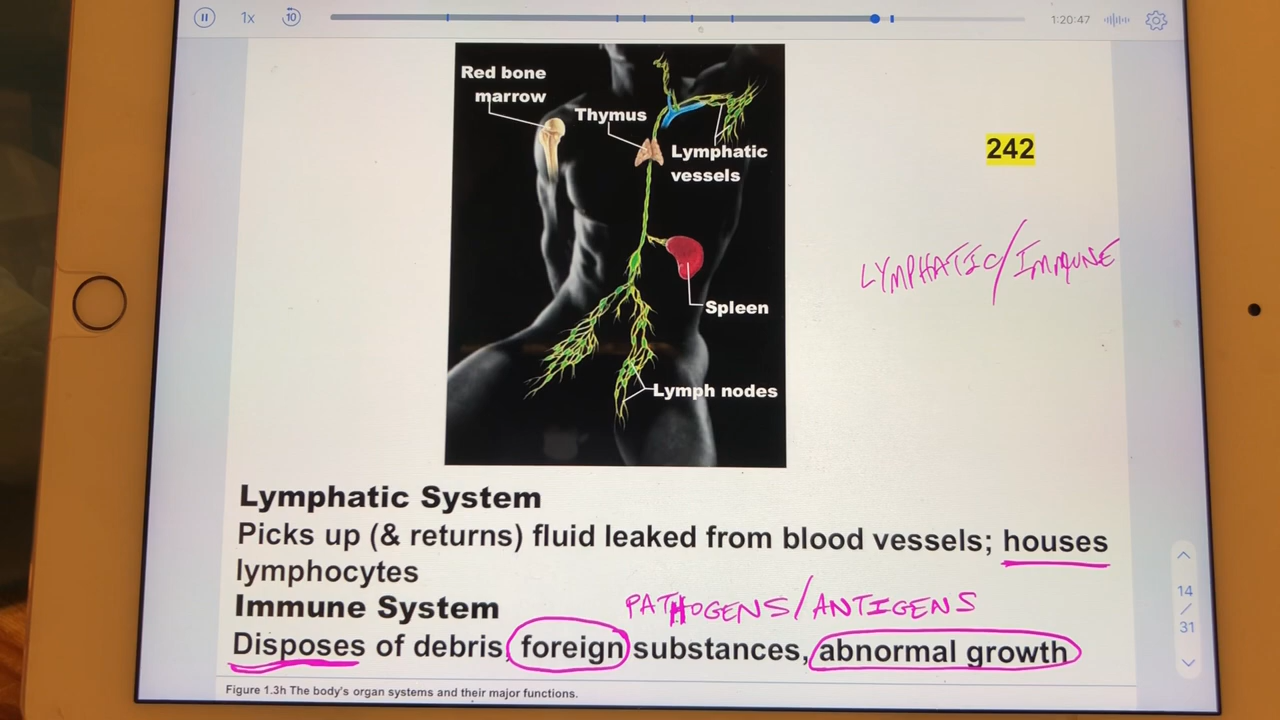 1x
10
1:20:47
Red bone
marrow
Thymus
Lymphatic
vessels
242
LYMPHATIC/IMMUNE
Spleen
Lymph nodes
Lymphatic System
Picks up (& returns) fluid leaked from blood vessels; houses
lymphocytes
Immune System
PATHOGENS/ANTIGENS
Disposes of debris, foreign substances, abnormal growth
14
/
31
Figure 1.3h The body's organ systems and their major functions.